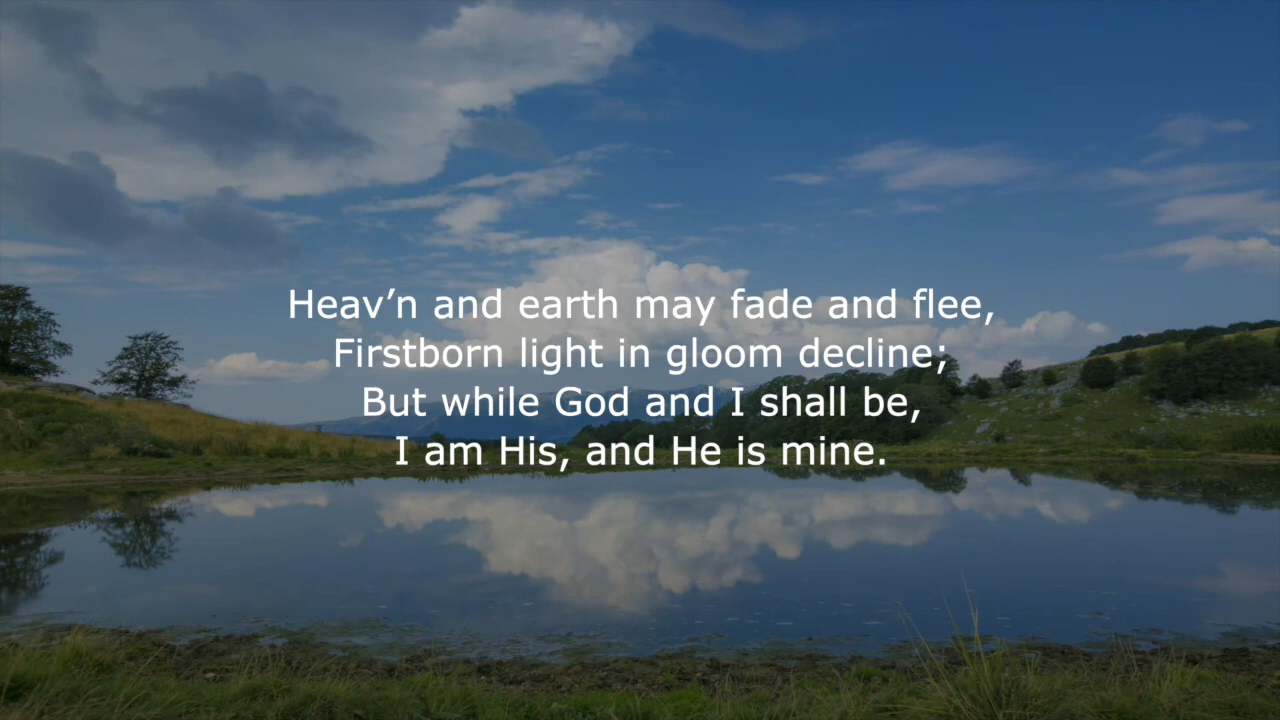 Heav’n and earth may fade and flee,
Firstborn light in gloom decline;
But while God and I shall be,
I am His, and He is mine.